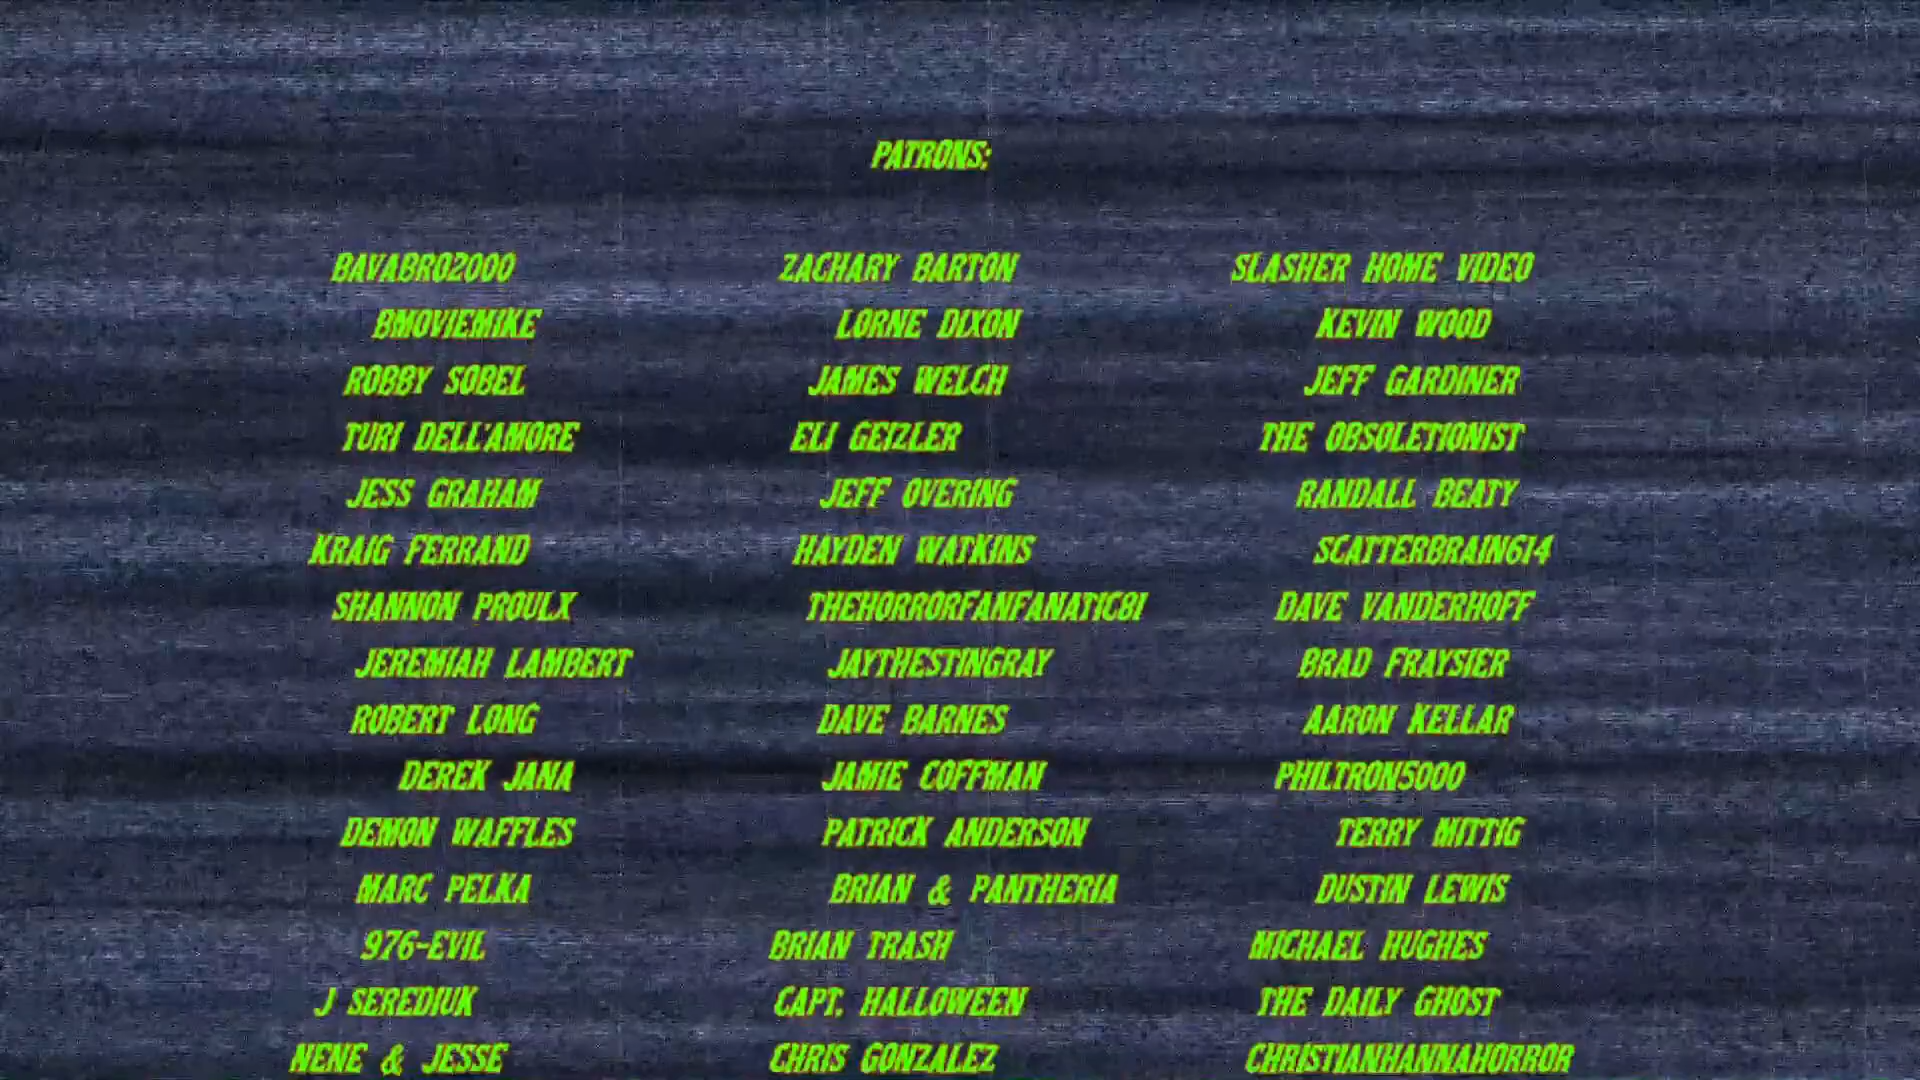 PATRONS:
BAVABRO2000 ZACHARY BARTON SLASHER HOME VIDEO
BMOVIEMIKE LORNE DIXON KEVIN WOOD
ROBBY SOBEL JAMES WELCH JEFF GARDINER
TURI DELL'AMORE ELI GEIZLER THE OBSOLETIONIST
JESS GRAHAM JEFF OVERING RANDALL BEATY
KRAIG FERRAND HAYDEN WATKINS SCATTERBRAIN614
SHANNON PROULX THEHORRORFANFANATIC81 DAVE VANDERHOFF
JEREMIAH LAMBERT JAYTHESTINGRAY BRAD FRAYSIER
ROBERT LONG DAVE BARNES AARON KELLAR
DEREK JANA JAMIE COFFMAN PHILTRON5000
DEMON WAFFLES PATRICK ANDERSON TERRY MITTIG
MARC PELKA BRIAN & PANTHERIA DUSTIN LEWIS
976-EVIL BRIAN TRASH MICHAEL HUGHES
J SEREDIUK CAPT. HALLOWEEN THE DAILY GHOST
NENE & JESSE CHRIS GONZALEZ CHRISTIANHANNAHORROR